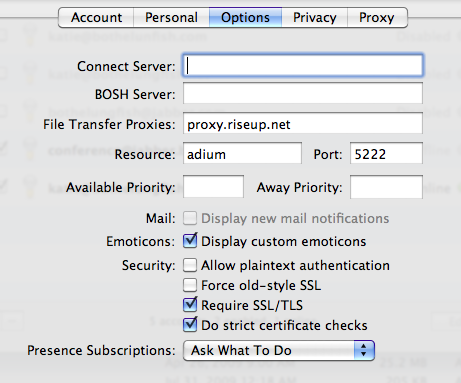 Account Personal Options Privacy Proxy
Connect Server:
BOSH Server:
File Transfer Proxies: proxy.riseup.net
Resource: adium Port: 5222
Available Priority: Away Priority:
Mail: Display new mail notifications
Emoticons: Display custom emoticons
Security: Allow plaintext authentication
Force old-style SSL
Require SSL/TLS
Do strict certificate checks
Presence Subscriptions: Ask What To Do